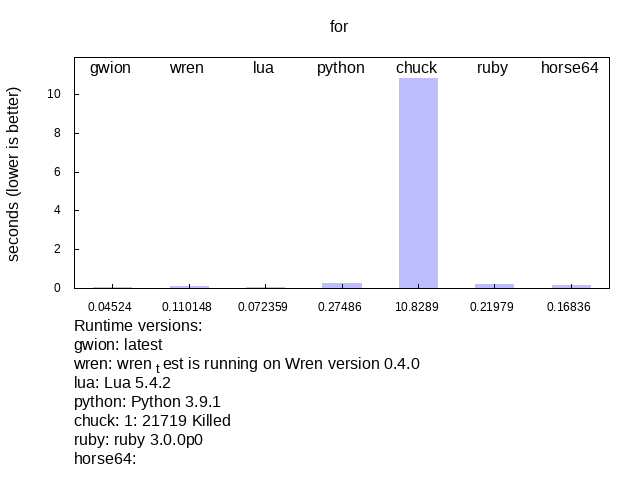 for
gwion wren lua python chuck ruby horse64
seconds (lower is better)
10
8
6
4
2
0
0.04524 0.110148 0.072359 0.27486 10.8289 0.21979 0.16836
Runtime versions:
gwion: latest
wren: wren test is running on Wren version 0.4.0
lua: Lua 5.4.2
python: Python 3.9.1
chuck: 1: 21719 Killed
ruby: ruby 3.0.0p0
horse64: